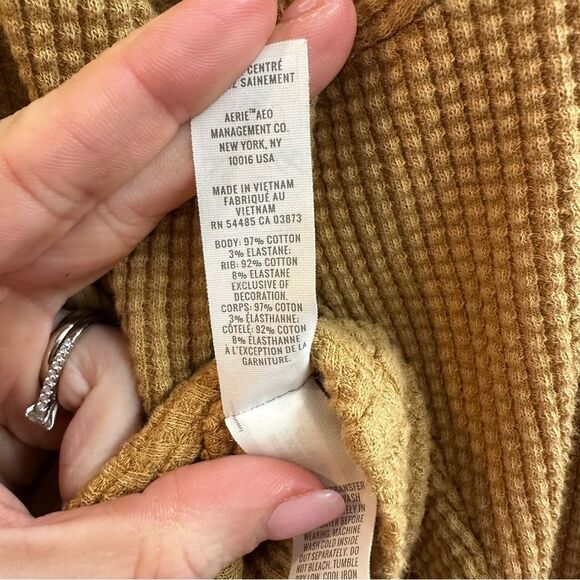 CENTRÉ
SAINEMENT
AERIE™AEO
MANAGEMENT CO.
NEW YORK, NY
10016 USA
MADE IN VIETNAM
FABRIQUÉ AU
VIETNAM
RN 54485 CA 03873
BODY: 97% COTTON
3% ELASTANE;
RIB: 92% COTTON
8% ELASTANE
EXCLUSIVE OF
DECORATION.
CORPS: 97% COTON
3% ÉLASTHANNE;
CÔTELÉ: 92% COTON
8% ÉLASTHANNE
À L'EXCEPTION DE LA
GARNITURE.
TRANSFER
WASH
BEFORE
WEARING. MACHINE
WASH COLD INSIDE
OUT SEPARATELY. DO
NOT BLEACH. TUMBLE
DRY LOW. COOL IRON